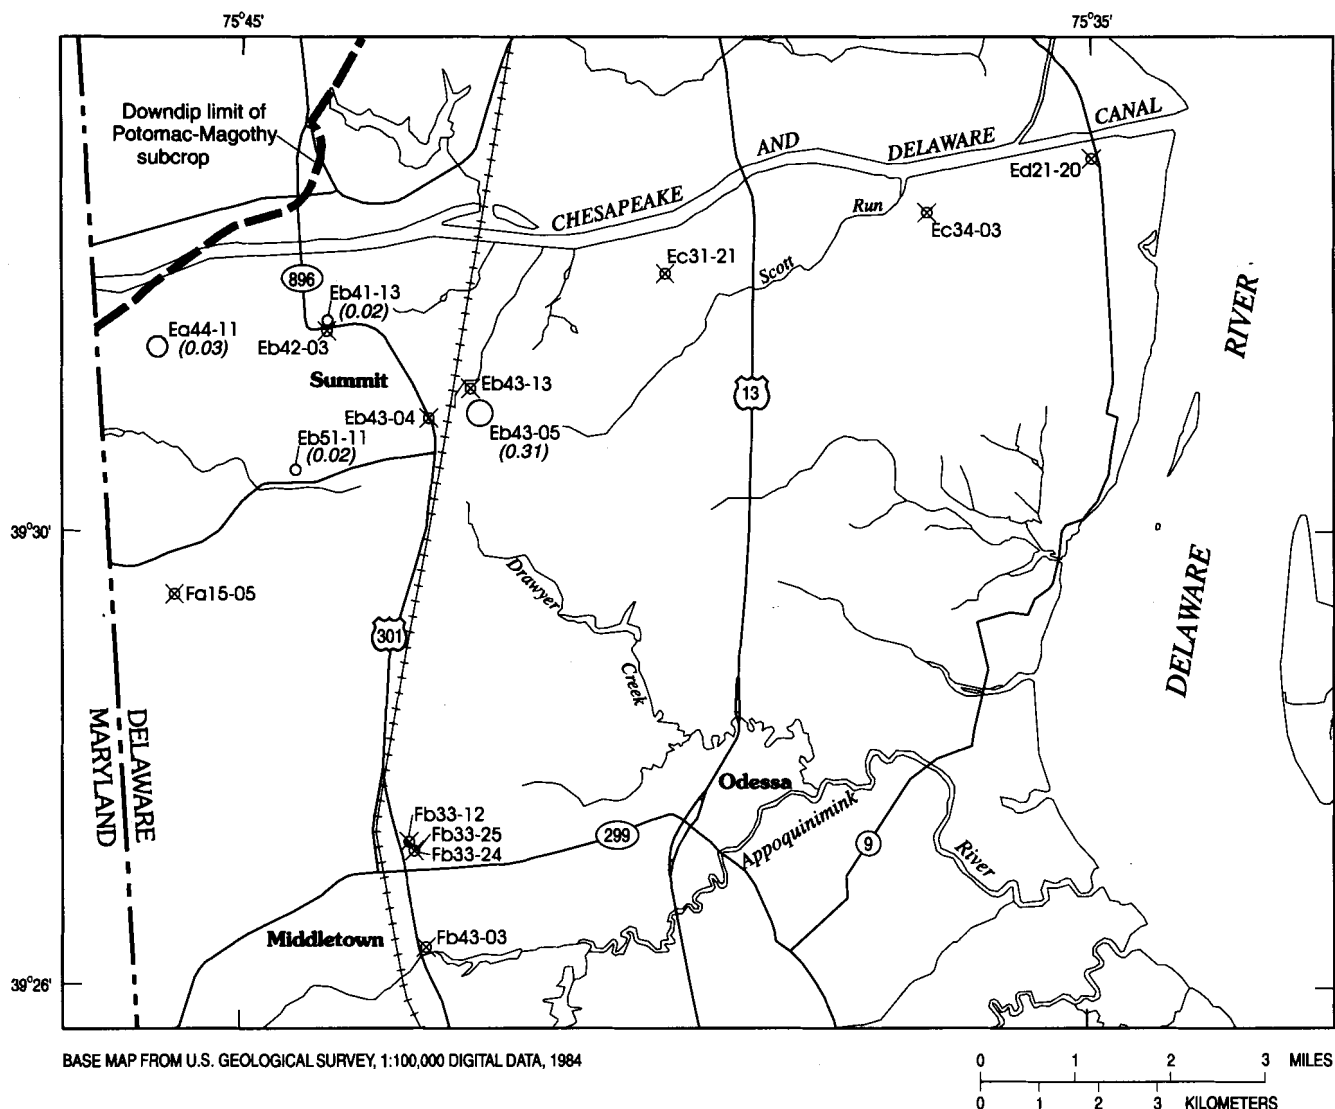 75°45'
75°35'
Downdip limit of
Potomac-Magothy
subcrop
CHESAPEAKE
AND
DELAWARE
CANAL
Ed21-20
Run
Ec34-03
Ec31-21
Scott
896
Eb41-13
(0.02)
Ea44-11
(0.03)
Eb42-03
RIVER
Summit
Eb43-13
13
Eb43-04
Eb43-05
(0.31)
Eb51-11
(0.02)
39°30'
Drawyer
Fa15-05
301
DELAWARE
Creek
MARYLAND
DELAWARE
Odessa
Appoquinimink
Fb33-12
Fb33-25
Fb33-24
299
9
River
Middletown
Fb43-03
39°26'
BASE MAP FROM U.S. GEOLOGICAL SURVEY, 1:100,000 DIGITAL DATA, 1984
0 1 2 3 MILES
0 1 2 3 KILOMETERS